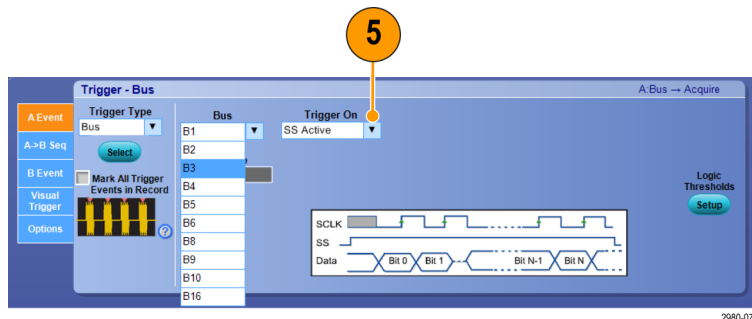 5
Trigger - Bus
A:Bus → Acquire
A Event
A->B Seq
B Event
Visual
Trigger
Options
Trigger Type
Bus
Select
Mark All Trigger
Events in Record
Bus
B1
B2
B3
B4
B5
B6
B8
B9
B10
B16
Trigger On
SS Active
SCLK
SS
Data
Bit 0
Bit 1
Bit N-1
Bit N
Logic
Thresholds
Setup
?